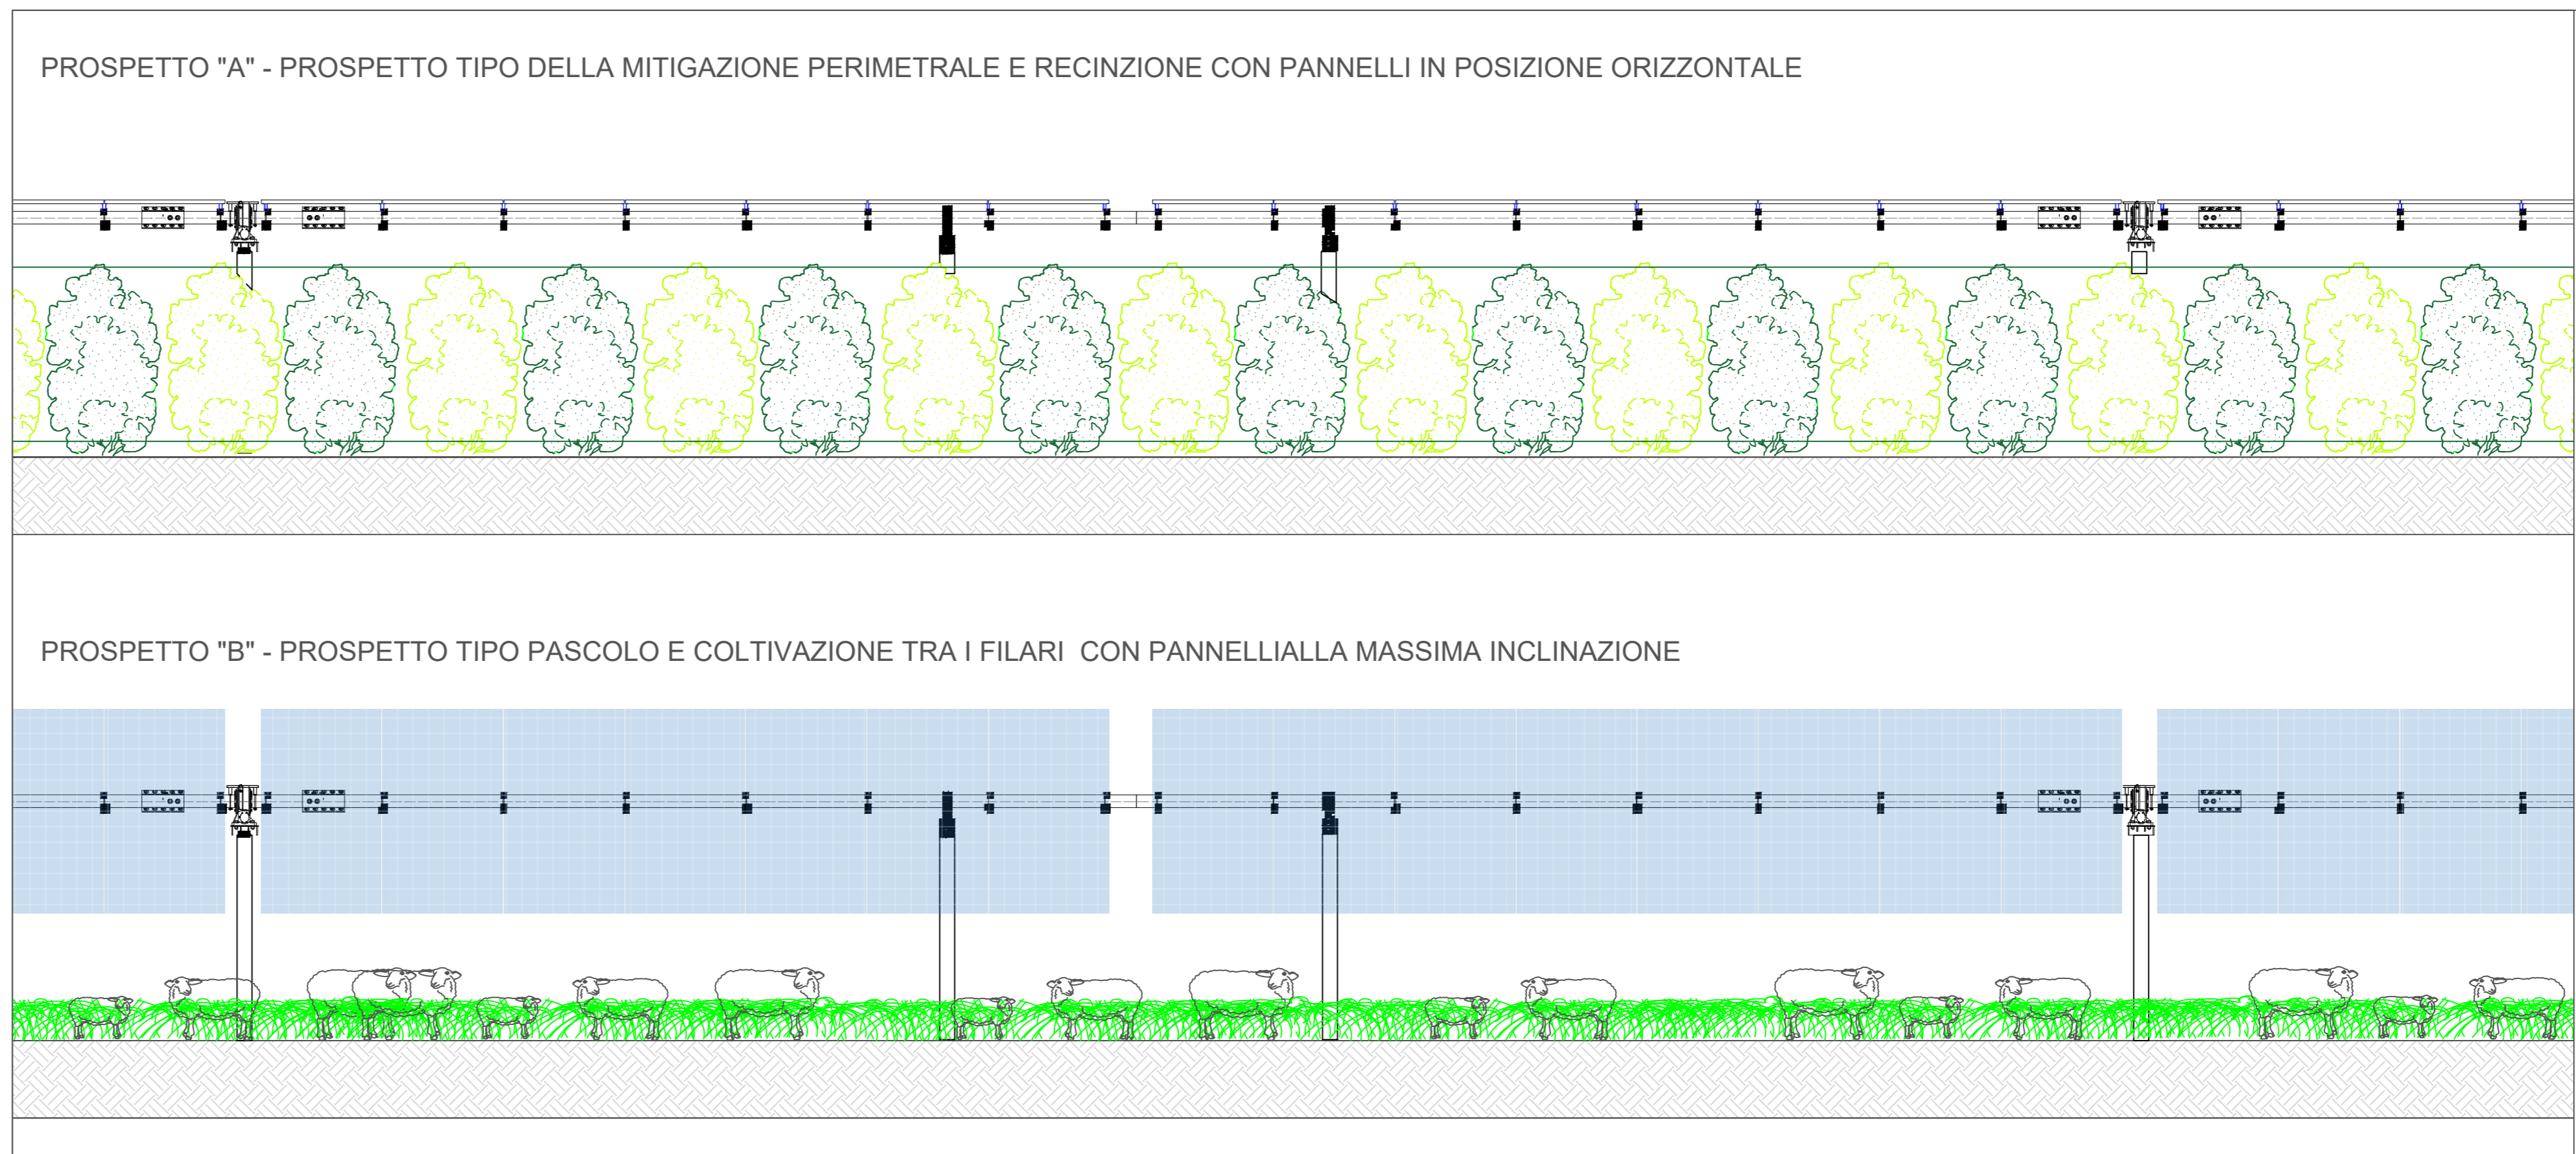 PROSPETTO "A" - PROSPETTO TIPO DELLA MITIGAZIONE PERIMETRALE E RECINZIONE CON PANNELLI IN POSIZIONE ORIZZONTALE
PROSPETTO "B" - PROSPETTO TIPO PASCOLO E COLTIVAZIONE TRA I FILARI  CON PANNELLIALLA MASSIMA INCLINAZIONE